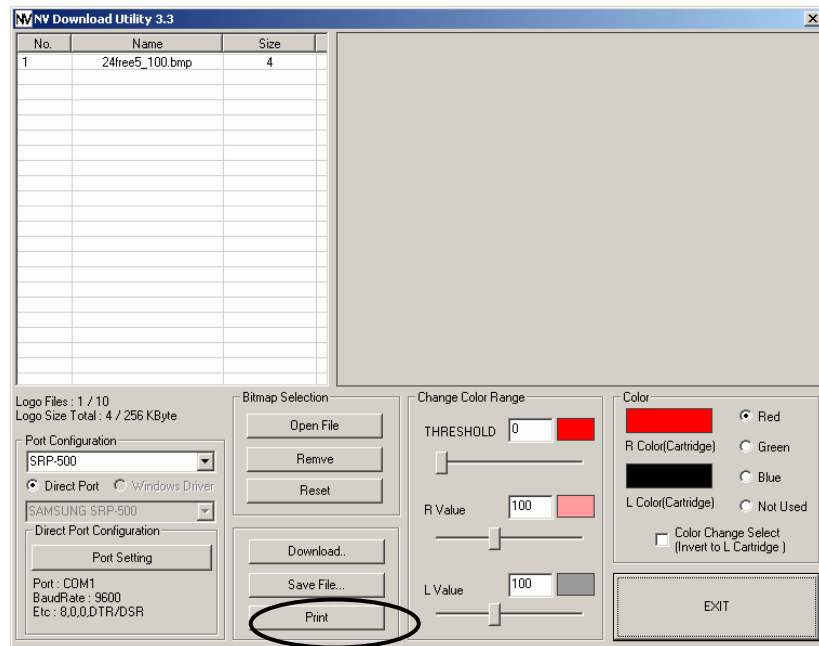 NV NV Download Utility 3.3
No. Name Size
1 24free5_100.bmp 4
Logo Files : 1 / 10
Logo Size Total : 4 / 256 KByte
Port Configuration
SRP-500
Direct Port Windows Driver
SAMSUNG SRP-500
Direct Port Configuration
Port Setting
Port : COM1
BaudRate : 9600
Etc : 8,0,0,DTR/DSR
Bitmap Selection
Open File
Remve
Reset
Download..
Save File...
Print
Change Color Range
THRESHOLD 0
R Value 100
L Value 100
Color
R Color(Cartridge)
L Color(Cartridge)
Red
Green
Blue
Not Used
Color Change Select
(Invert to L Cartridge )
EXIT